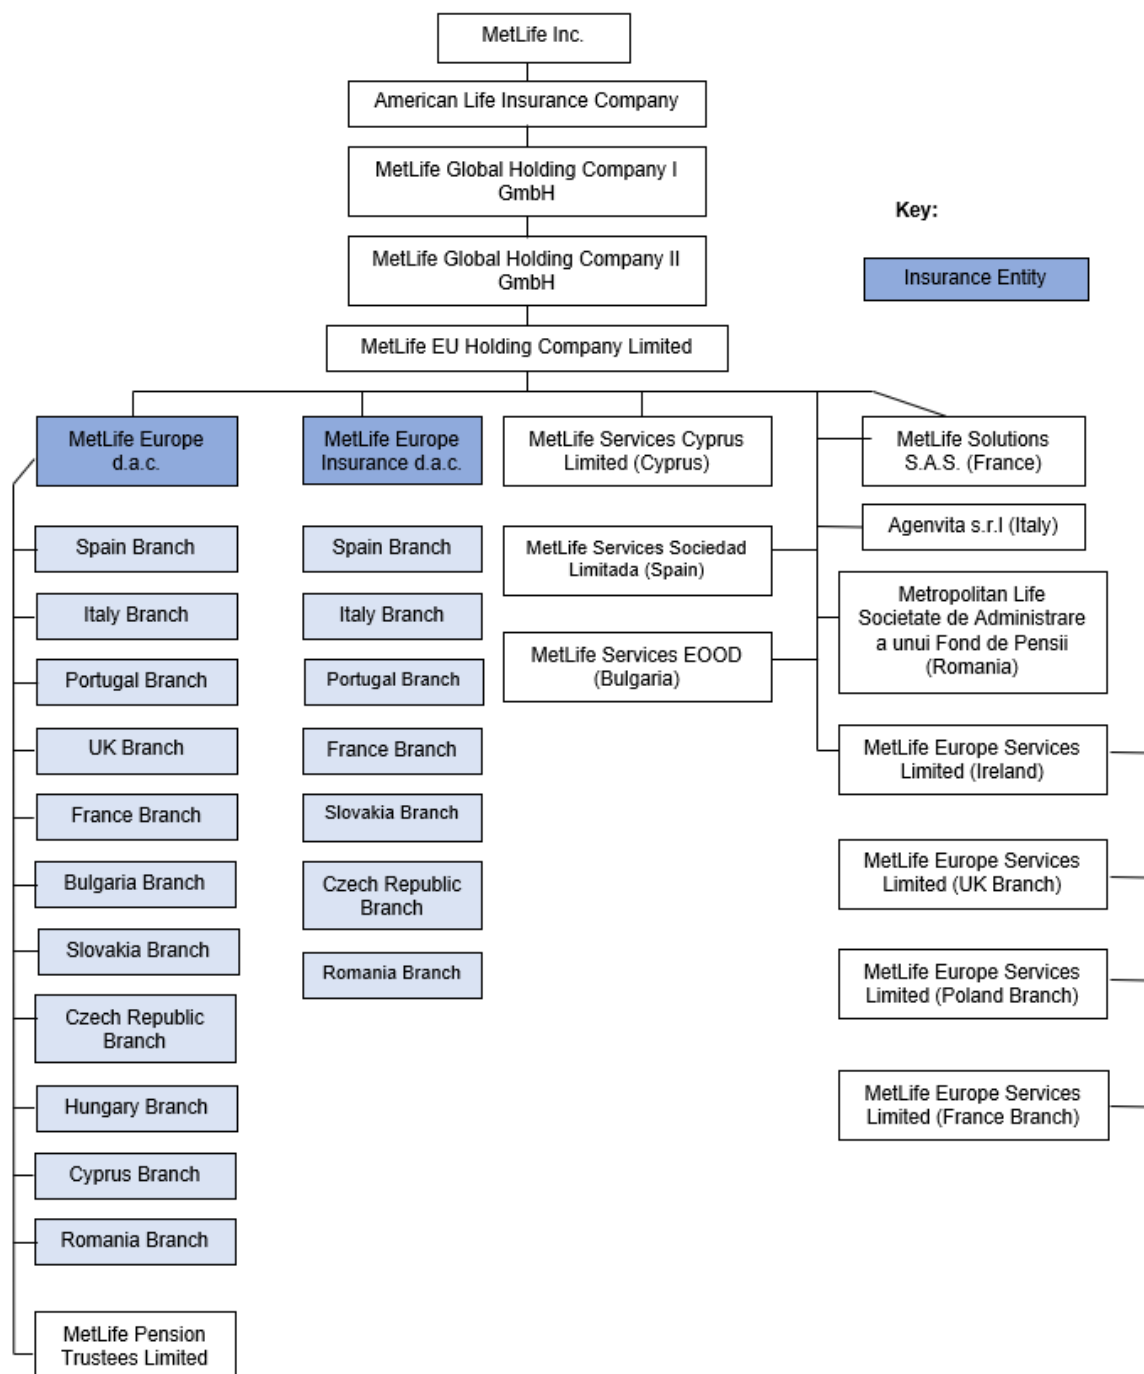 MetLife Inc.
American Life Insurance Company
MetLife Global Holding Company I
GmbH
MetLife Global Holding Company II
GmbH
MetLife EU Holding Company Limited
Key:
Insurance Entity
MetLife Europe
d.a.c.
Spain Branch
Italy Branch
Portugal Branch
UK Branch
France Branch
Bulgaria Branch
Slovakia Branch
Czech Republic
Branch
Hungary Branch
Cyprus Branch
Romania Branch
MetLife Pension
Trustees Limited
MetLife Europe
Insurance d.a.c.
Spain Branch
Italy Branch
Portugal Branch
France Branch
Slovakia Branch
Czech Republic
Branch
Romania Branch
MetLife Services Cyprus
Limited (Cyprus)
MetLife Services Sociedad
Limitada (Spain)
MetLife Services EOOD
(Bulgaria)
MetLife Solutions
S.A.S. (France)
Agenvita s.r.l (Italy)
Metropolitan Life
Societate de Administrare
a unui Fond de Pensii
(Romania)
MetLife Europe Services
Limited (Ireland)
MetLife Europe Services
Limited (UK Branch)
MetLife Europe Services
Limited (Poland Branch)
MetLife Europe Services
Limited (France Branch)